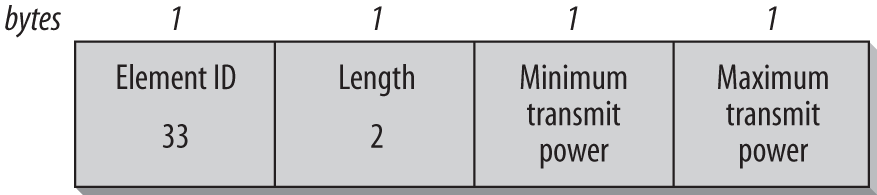 bytes 1 1 1 1
Element ID Length Minimum transmit power Maximum transmit power
33 2